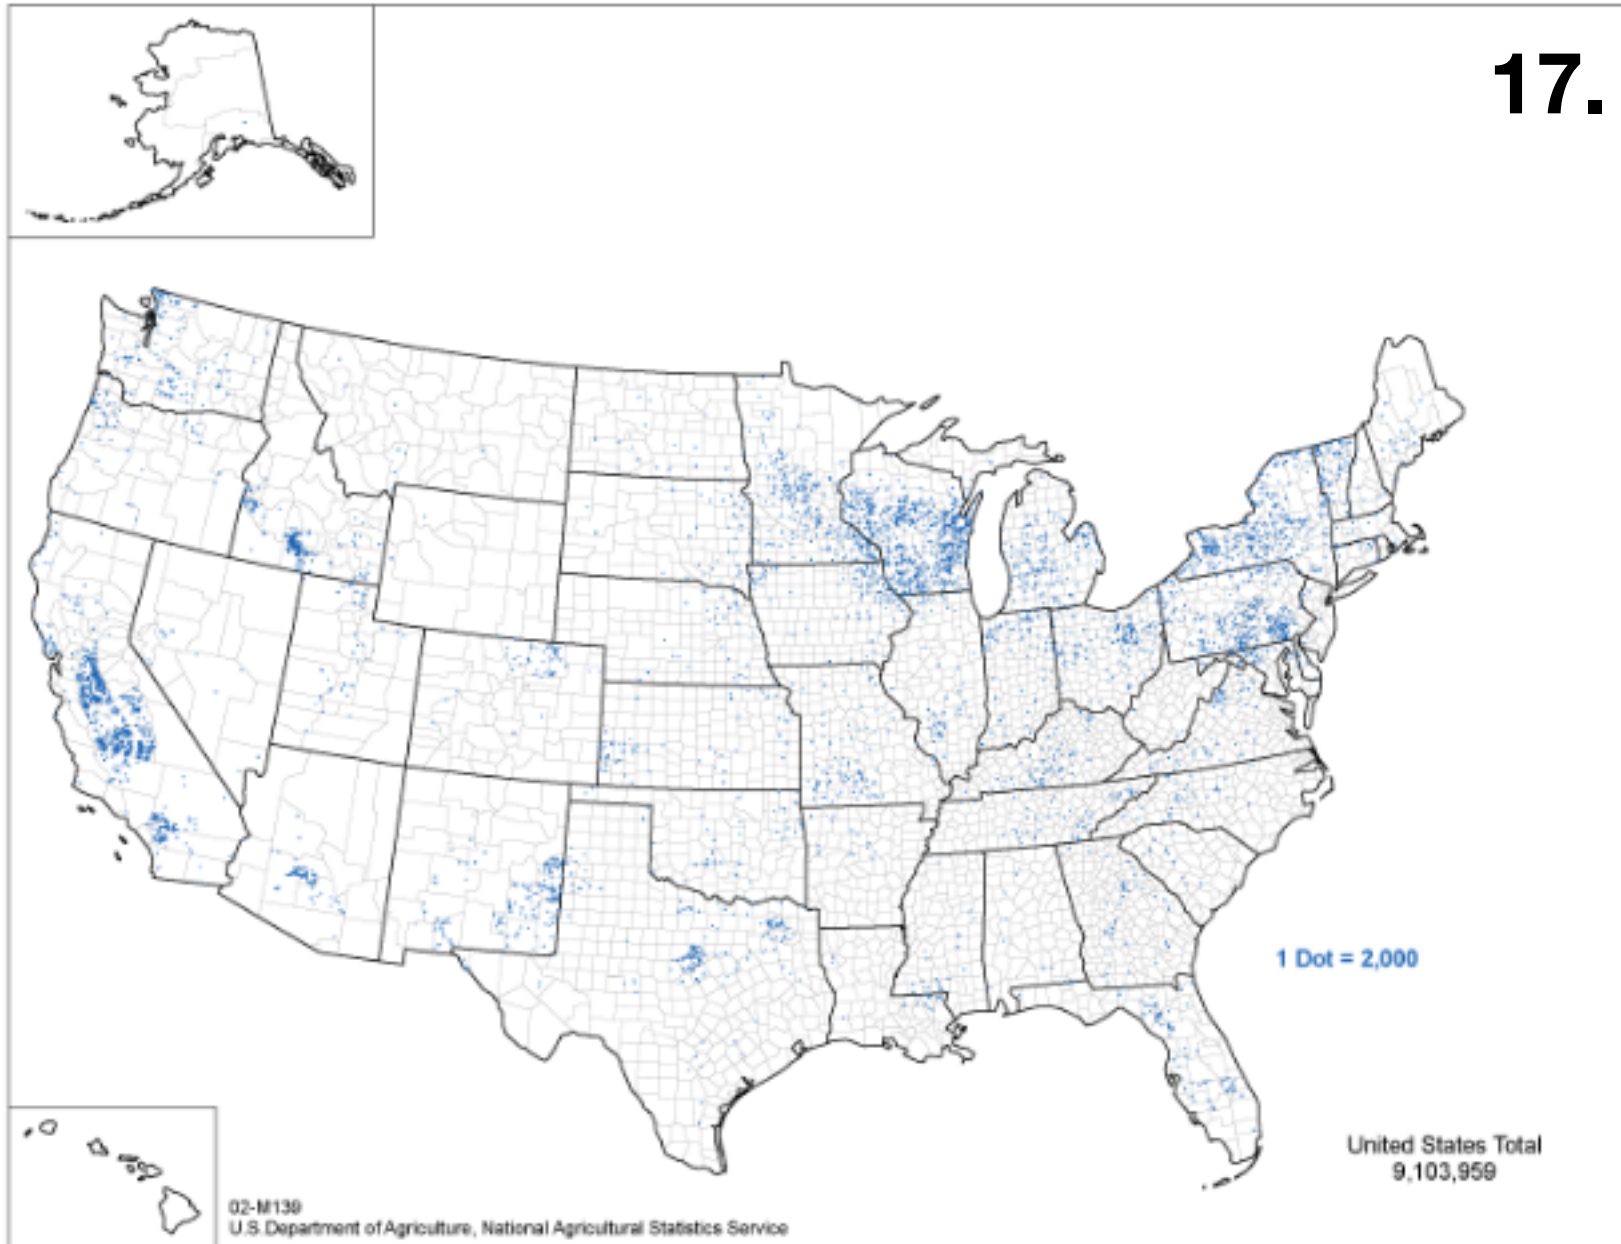 17.
1 Dot = 2,000
United States Total
9,103,959
02-M139
U.S. Department of Agriculture, National Agricultural Statistics Service